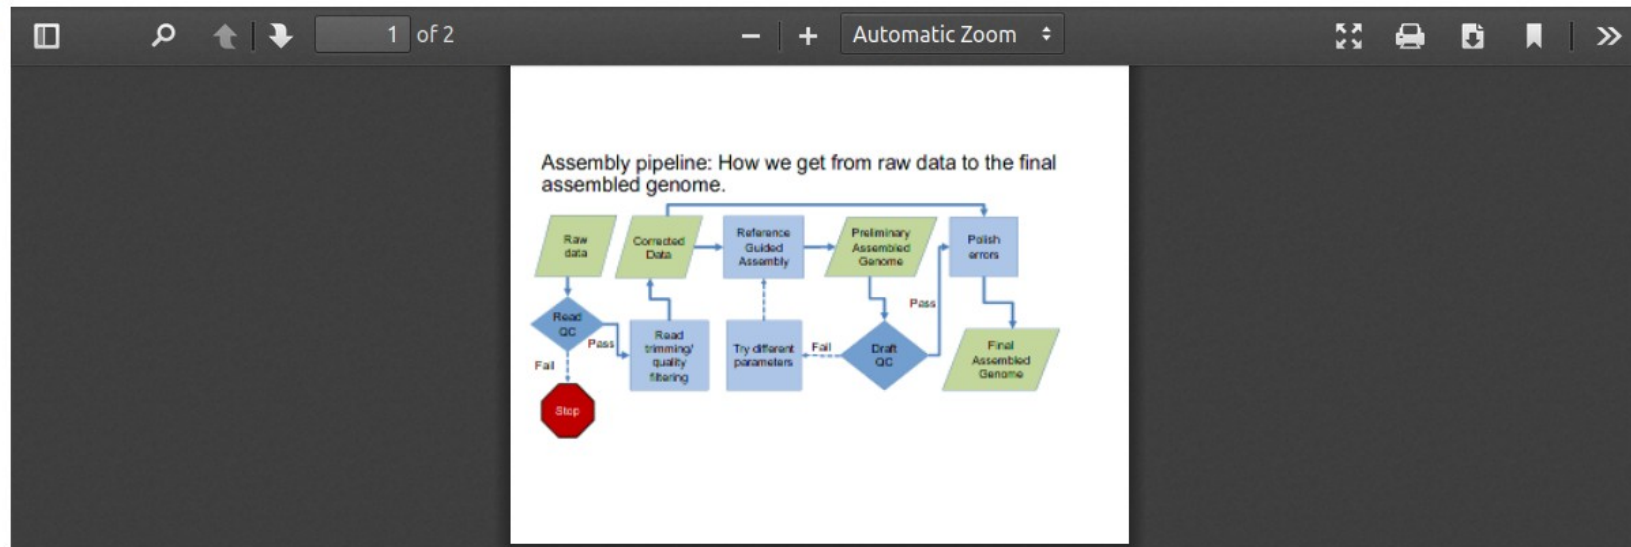 1 of 2
Automatic Zoom
Assembly pipeline: How we get from raw data to the final
assembled genome.
Raw
data
Corrected
Data
Reference
Guided
Assembly
Preliminary
Assembled
Genome
Polish
errors
Pass
Read
QC
Pass
Fail
Read
trimming/
quality
filtering
Try different
parameters
Fail
Draft
QC
Final
Assembled
Genome
Stop